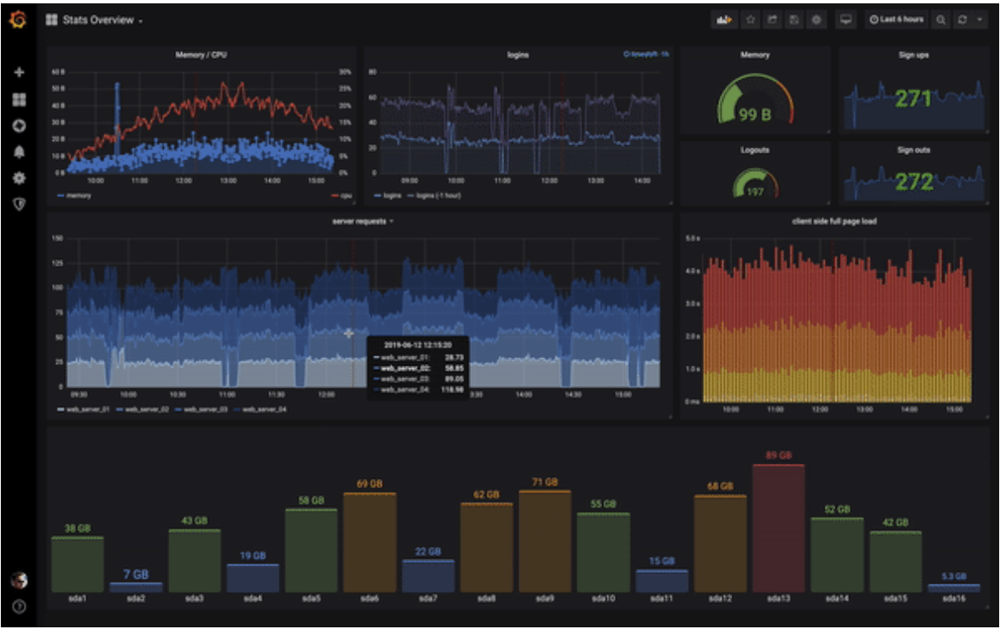 Stats Overview
Last 6 hours
Memory / CPU
60 B
50 B
40 B
30 B
20 B
10 B
0 B
30%
25%
20%
15%
10%
5%
0%
10:00 11:00 12:00 13:00 14:00 15:00
memory cpu
logins
timeshift -1h
80
60
40
20
09:00 10:00 11:00 12:00 13:00 14:00
logins logins (-1 hour)
Memory
99 B
Sign ups
271
Logouts
197
Sign outs
272
server requests
150
125
100
75
50
25
0
09:30 10:00 10:30 11:00 11:30 12:00 3:30 14:00 14:30 15:00
2019-06-12 12:15:20
web_server_01: 28.73
web_server_02: 58.85
web_server_03: 89.05
web_server_04: 118.98
web_server_01 web_server_02 web_server_03 web_server_04
client side full page load
5.0 s
4.0 s
3.0 s
2.0 s
1.0 s
0 ms
10:00 11:00 12:00 13:00 14:00 15:00
38 GB 7 GB 43 GB 19 GB 58 GB 69 GB 22 GB 62 GB 71 GB 55 GB 15 GB 68 GB 89 GB 52 GB 42 GB 5.3 GB
sda1 sda2 sda3 sda4 sda5 sda6 sda7 sda8 sda9 sda10 sda11 sda12 sda13 sda14 sda15 sda16